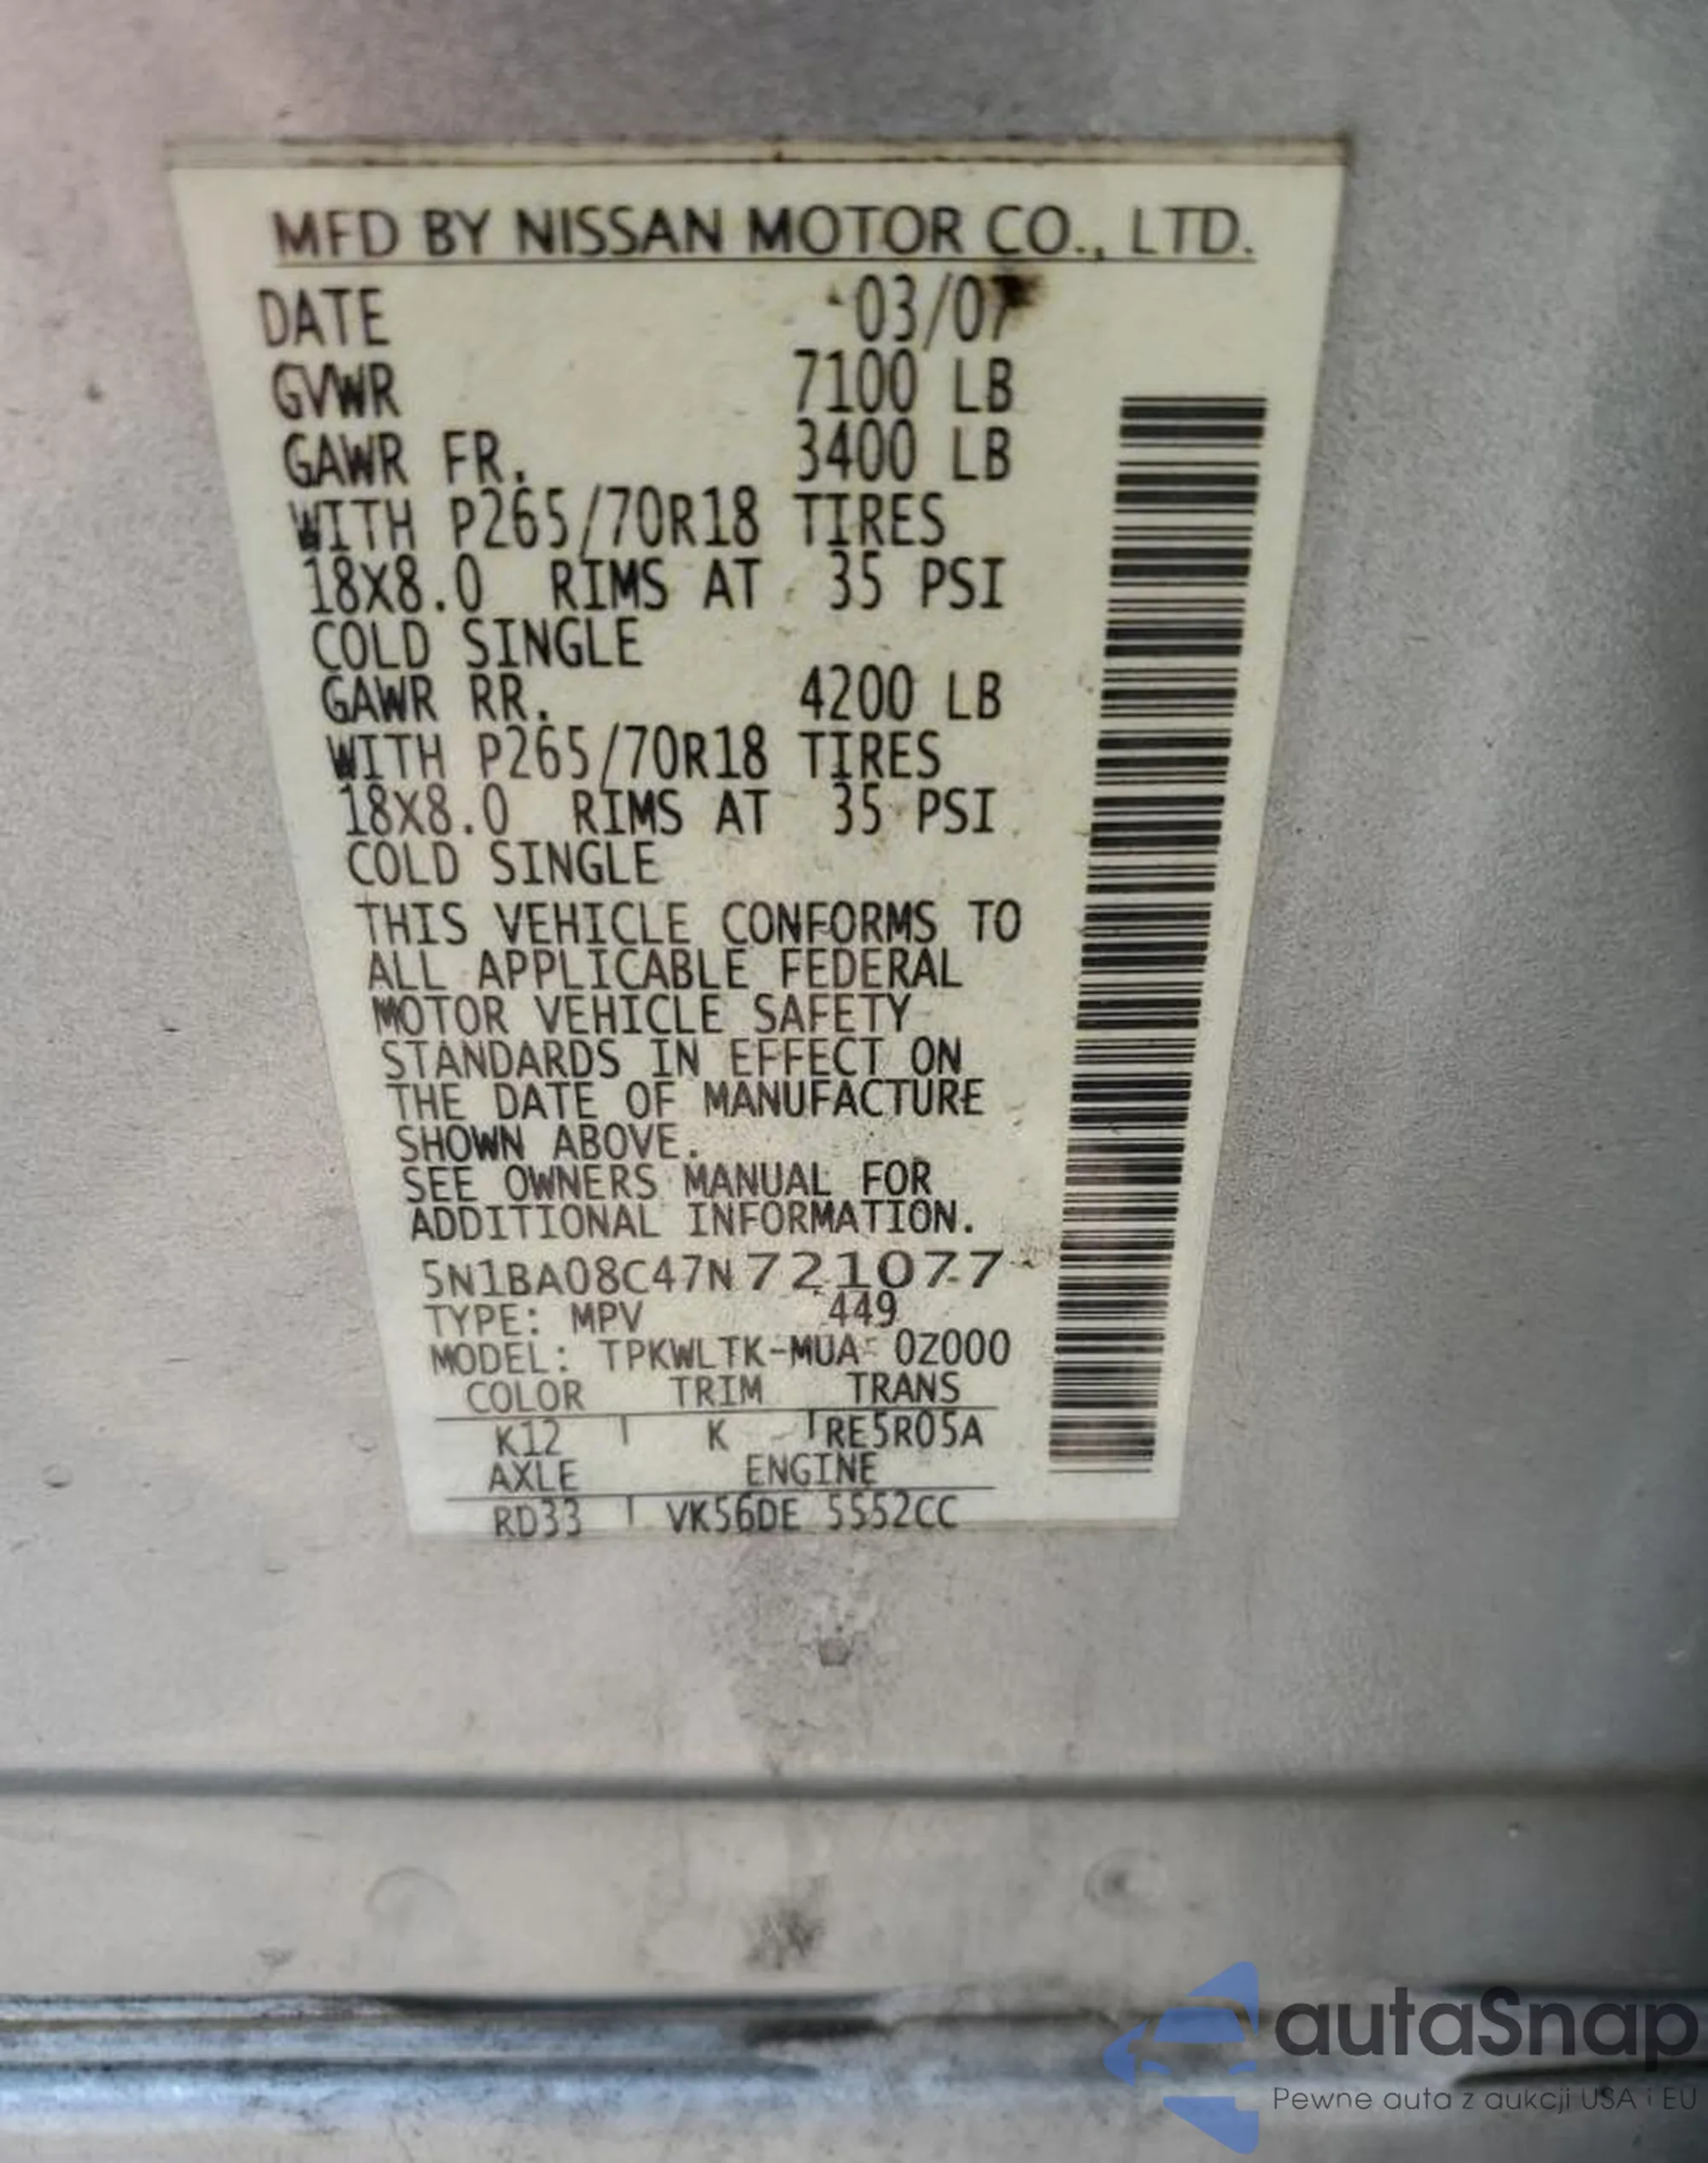 MFD BY NISSAN MOTOR CO., LTD.
DATE 03/07
GVWR 7100 LB
GAWR FR. 3400 LB
WITH P265/70R18 TIRES
18X8.0 RIMS AT 35 PSI
COLD SINGLE
GAWR RR. 4200 LB
WITH P265/70R18 TIRES
18X8.0 RIMS AT 35 PSI
COLD SINGLE
THIS VEHICLE CONFORMS TO
ALL APPLICABLE FEDERAL
MOTOR VEHICLE SAFETY
STANDARDS IN EFFECT ON
THE DATE OF MANUFACTURE
SHOWN ABOVE.
SEE OWNERS MANUAL FOR
ADDITIONAL INFORMATION.
5N1BA08C47N721077
TYPE: MPV 449
MODEL: TPKWLTK-MUA 0Z000
COLOR TRIM TRANS
K12 K RE5R05A
AXLE ENGINE
RD33 VK56DE 5552CC
autaSnap
Pewne auta z aukcji USA i EU